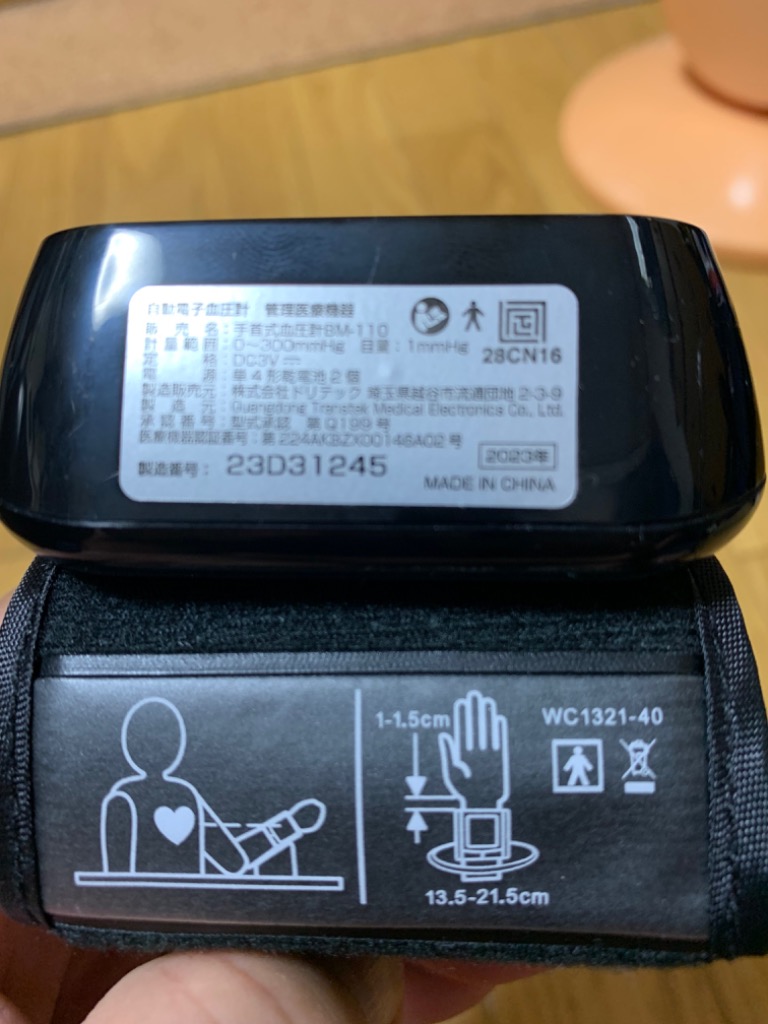 自動電子血圧計 管理医療機器
販売名:手首式血圧計BM-110
計量範囲:0〜300mmHg 目量:1mmHg
28CN16
定格:DC3V
電源:単4形乾電池2個
製造販売元:株式会社ドリテック 埼玉県越谷市流通団地 2-3-9
製造元:Guangdong Transtek Medical Electronics Co., Ltd.
承認番号:型式承認 第Q199号
医療機器認証番号:第224AKBZX00148A02号
2023年
製造番号: 23D31245
MADE IN CHINA
1-1.5cm
WC1321-40
13.5-21.5cm